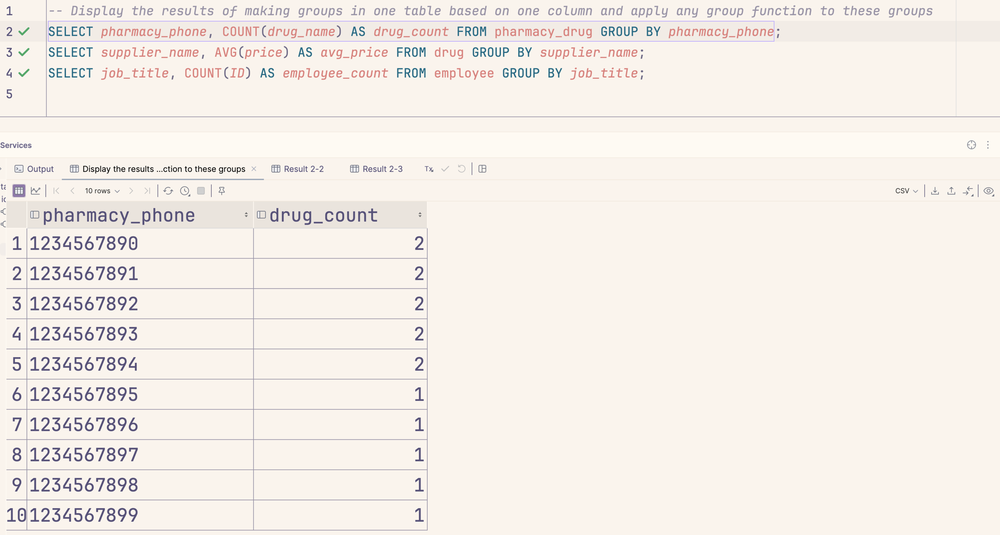 1 -- Display the results of making groups in one table based on one column and apply any group function to these groups
2 SELECT pharmacy_phone, COUNT(drug_name) AS drug_count FROM pharmacy_drug GROUP BY pharmacy_phone;
3 SELECT supplier_name, AVG(price) AS avg_price FROM drug GROUP BY supplier_name;
4 SELECT job_title, COUNT(ID) AS employee_count FROM employee GROUP BY job_title;
5
Services
Output Display the results ...ction to these groups Result 2-2 Result 2-3 Tx
10 rows CSV
pharmacy_phone drug_count
1 1234567890 2
2 1234567891 2
3 1234567892 2
4 1234567893 2
5 1234567894 2
6 1234567895 1
7 1234567896 1
8 1234567897 1
9 1234567898 1
10 1234567899 1